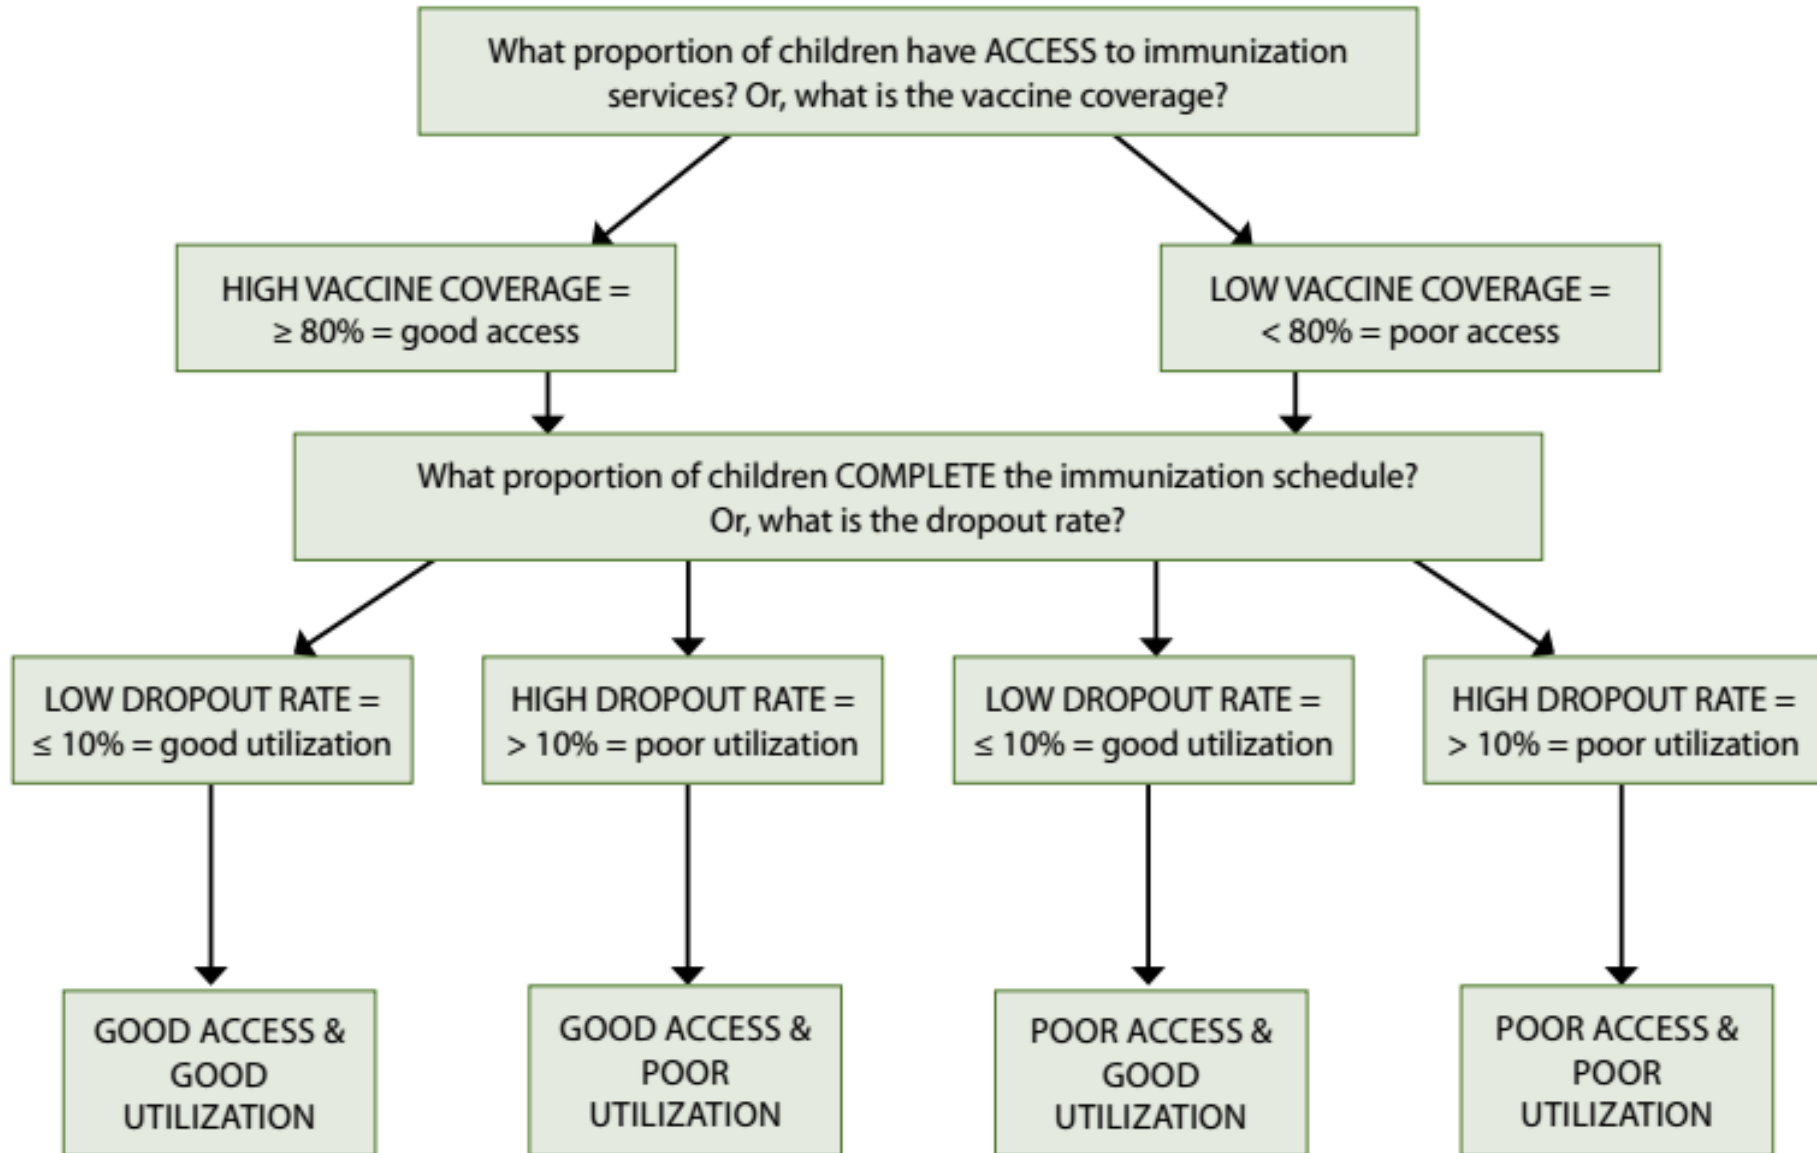 What proportion of children have ACCESS to immunization
services? Or, what is the vaccine coverage?
HIGH VACCINE COVERAGE =
≥ 80% = good access
LOW VACCINE COVERAGE =
< 80% = poor access
What proportion of children COMPLETE the immunization schedule?
Or, what is the dropout rate?
LOW DROPOUT RATE =
≤ 10% = good utilization
HIGH DROPOUT RATE =
> 10% = poor utilization
LOW DROPOUT RATE =
≤ 10% = good utilization
HIGH DROPOUT RATE =
> 10% = poor utilization
GOOD ACCESS &
GOOD
UTILIZATION
GOOD ACCESS &
POOR
UTILIZATION
POOR ACCESS &
GOOD
UTILIZATION
POOR ACCESS &
POOR
UTILIZATION